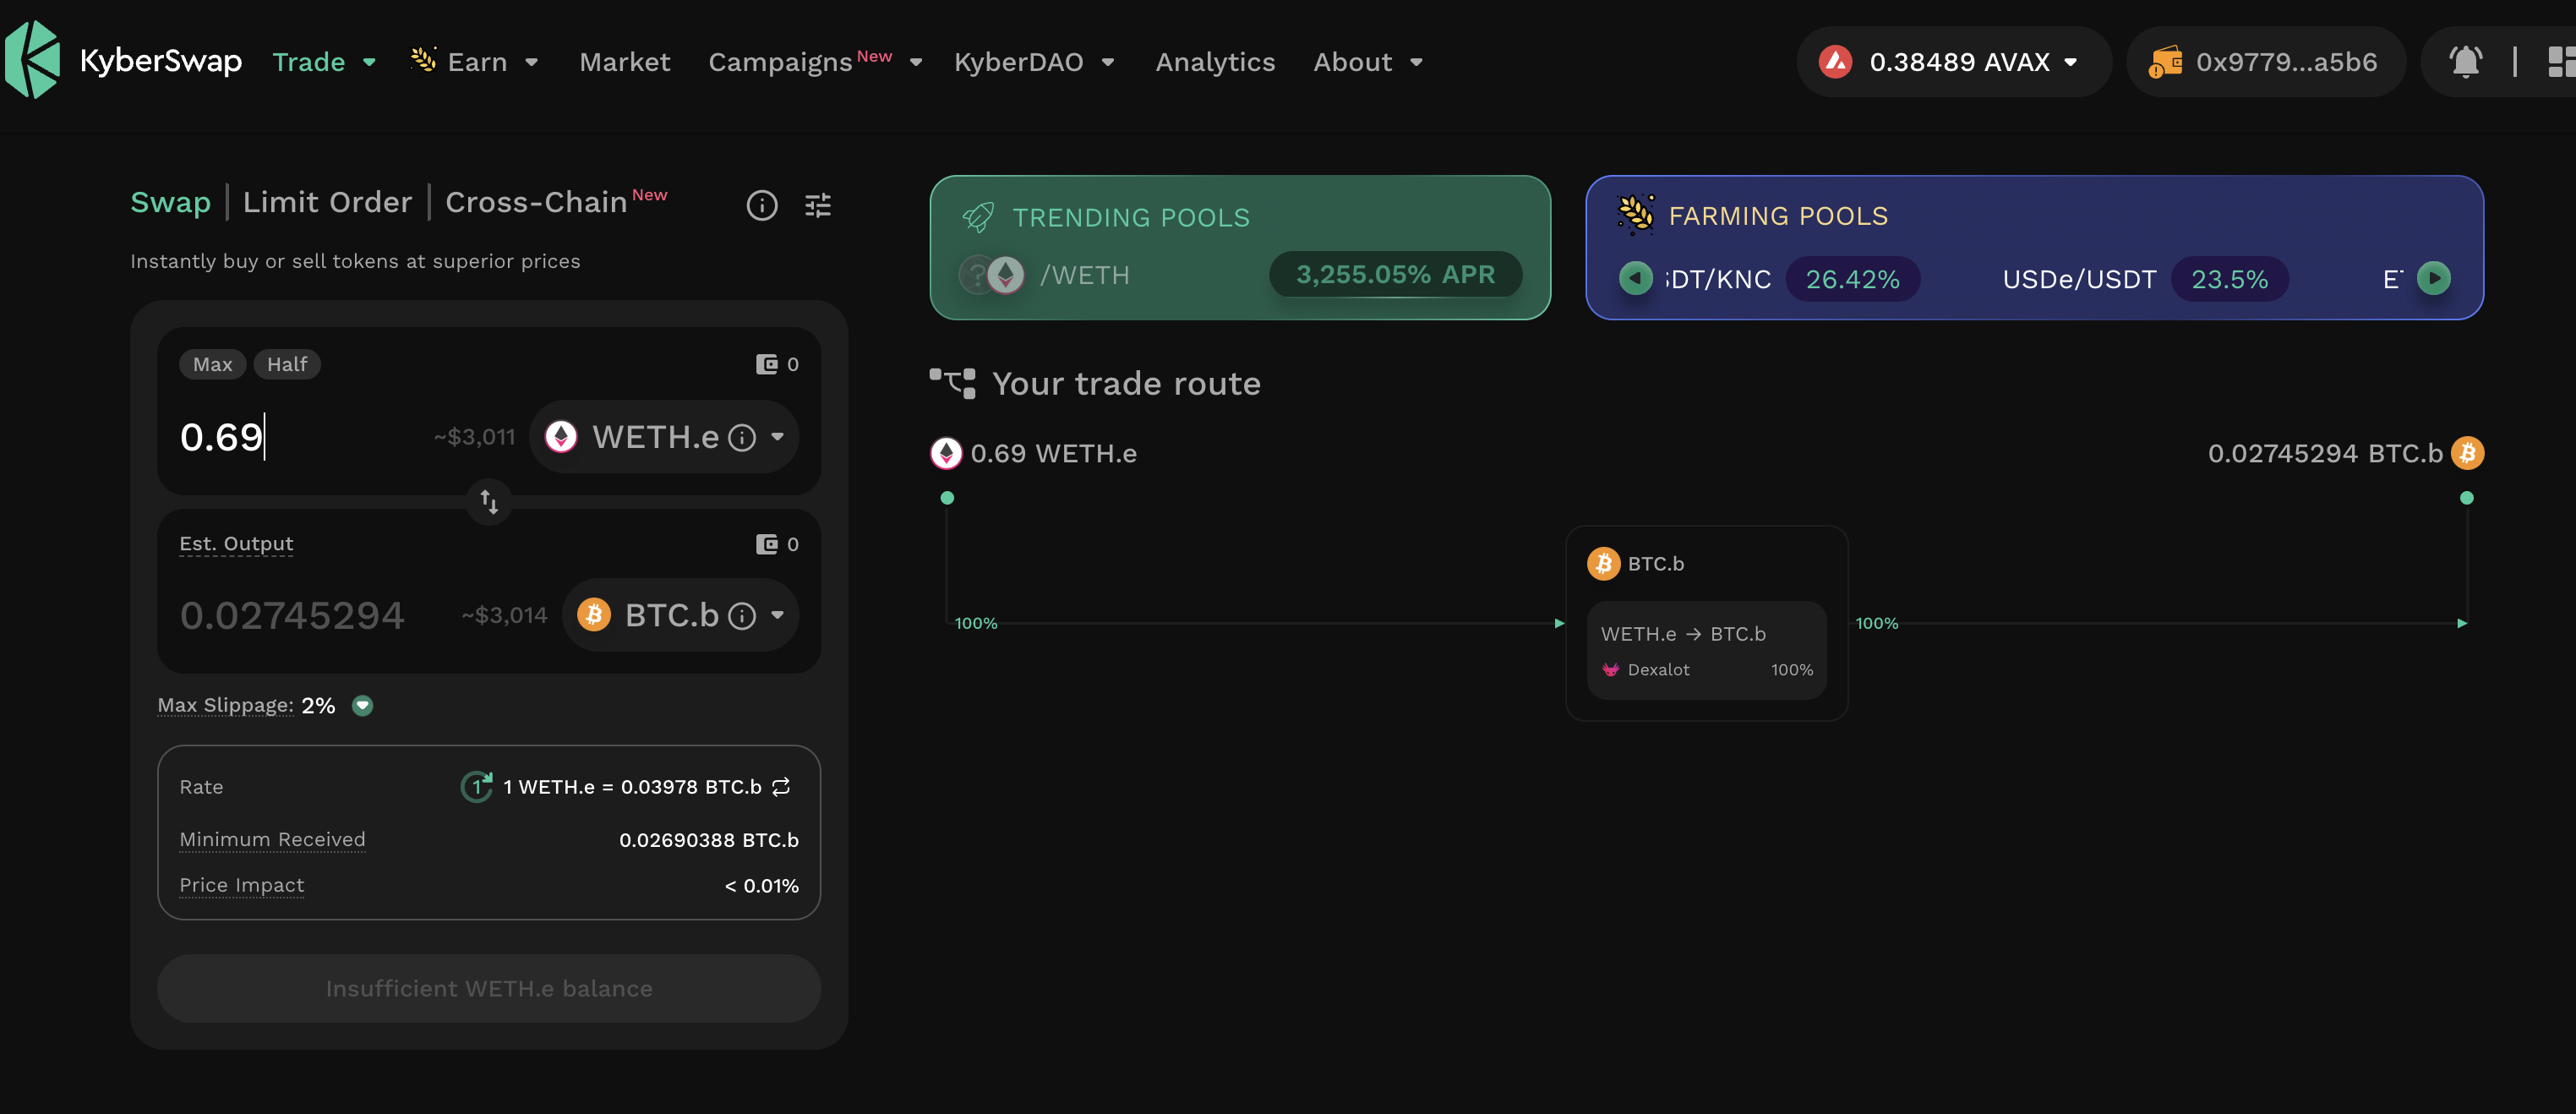 KyberSwap Trade Earn Market Campaigns New KyberDAO Analytics About 0.38489 AVAX 0x9779...a5b6
Swap | Limit Order | Cross-Chain New
Instantly buy or sell tokens at superior prices
Max Half 0
0.69 ~$3,011 WETH.e
Est. Output 0
0.02745294 ~$3,014 BTC.b
Max Slippage: 2%
Rate 1 1 WETH.e = 0.03978 BTC.b
Minimum Received 0.02690388 BTC.b
Price Impact < 0.01%
Insufficient WETH.e balance
TRENDING POOLS
/WETH 3,255.05% APR
FARMING POOLS
DT/KNC 26.42% USDe/USDT 23.5% E
Your trade route
0.69 WETH.e 0.02745294 BTC.b
BTC.b
100% 100%
WETH.e → BTC.b
Dexalot 100%